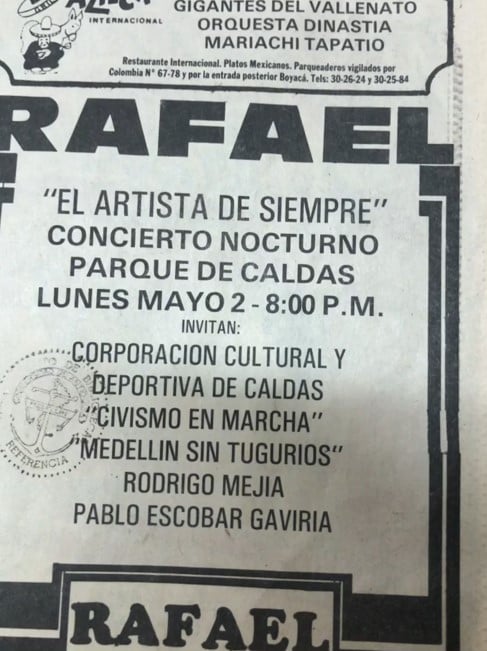 AZTECA
INTERNACIONAL
GIGANTES DEL VALLENATO
ORQUESTA DINASTIA
MARIACHI TAPATIO
Restaurante Internacional. Platos Mexicanos. Parqueaderos vigilados por
Colombia N° 67-78 y por la entrada posterior Boyacá. Tels: 30-26-24 y 30-25-84
RAFAEL
"EL ARTISTA DE SIEMPRE"
CONCIERTO NOCTURNO
PARQUE DE CALDAS
LUNES MAYO 2 - 8:00 P.M.
INVITAN:
CORPORACION CULTURAL Y
DEPORTIVA DE CALDAS
"CIVISMO EN MARCHA"
"MEDELLIN SIN TUGURIOS"
RODRIGO MEJIA
PABLO ESCOBAR GAVIRIA
REFERENCIA
RAFAEL